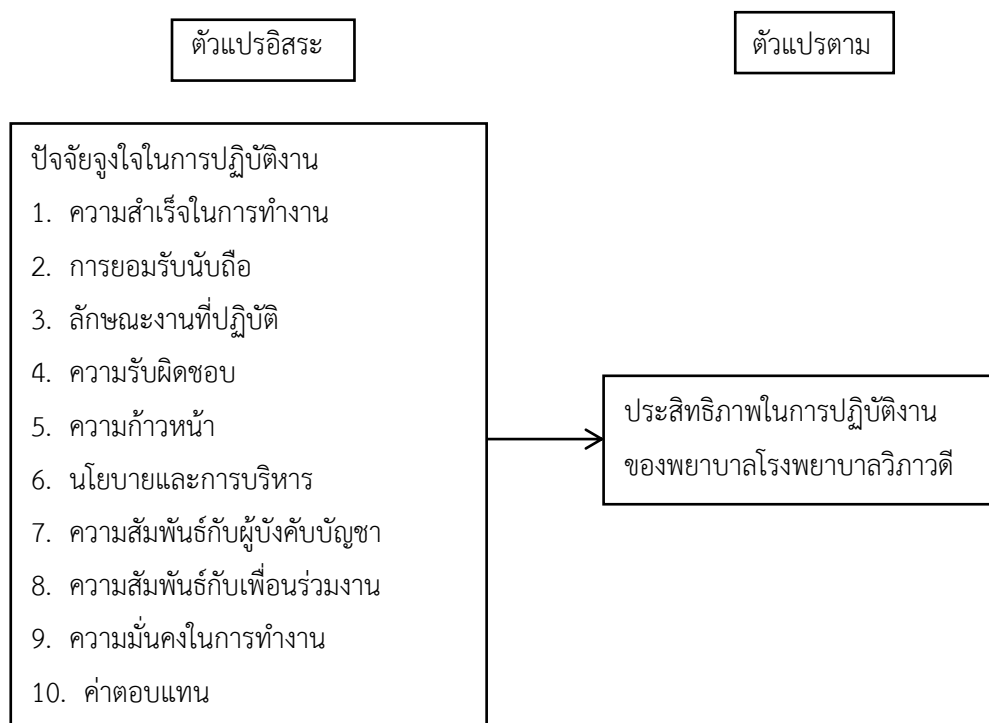 ตัวแปรอิสระ
ตัวแปรตาม
ปัจจัยจูงใจในการปฏิบัติงาน
1. ความสำเร็จในการทำงาน
2. การยอมรับนับถือ
3. ลักษณะงานที่ปฏิบัติ
4. ความรับผิดชอบ
5. ความก้าวหน้า
6. นโยบายและการบริหาร
7. ความสัมพันธ์กับผู้บังคับบัญชา
8. ความสัมพันธ์กับเพื่อนร่วมงาน
9. ความมั่นคงในการทำงาน
10. ค่าตอบแทน
ประสิทธิภาพในการปฏิบัติงาน
ของพยาบาลโรงพยาบาลวิภาวดี